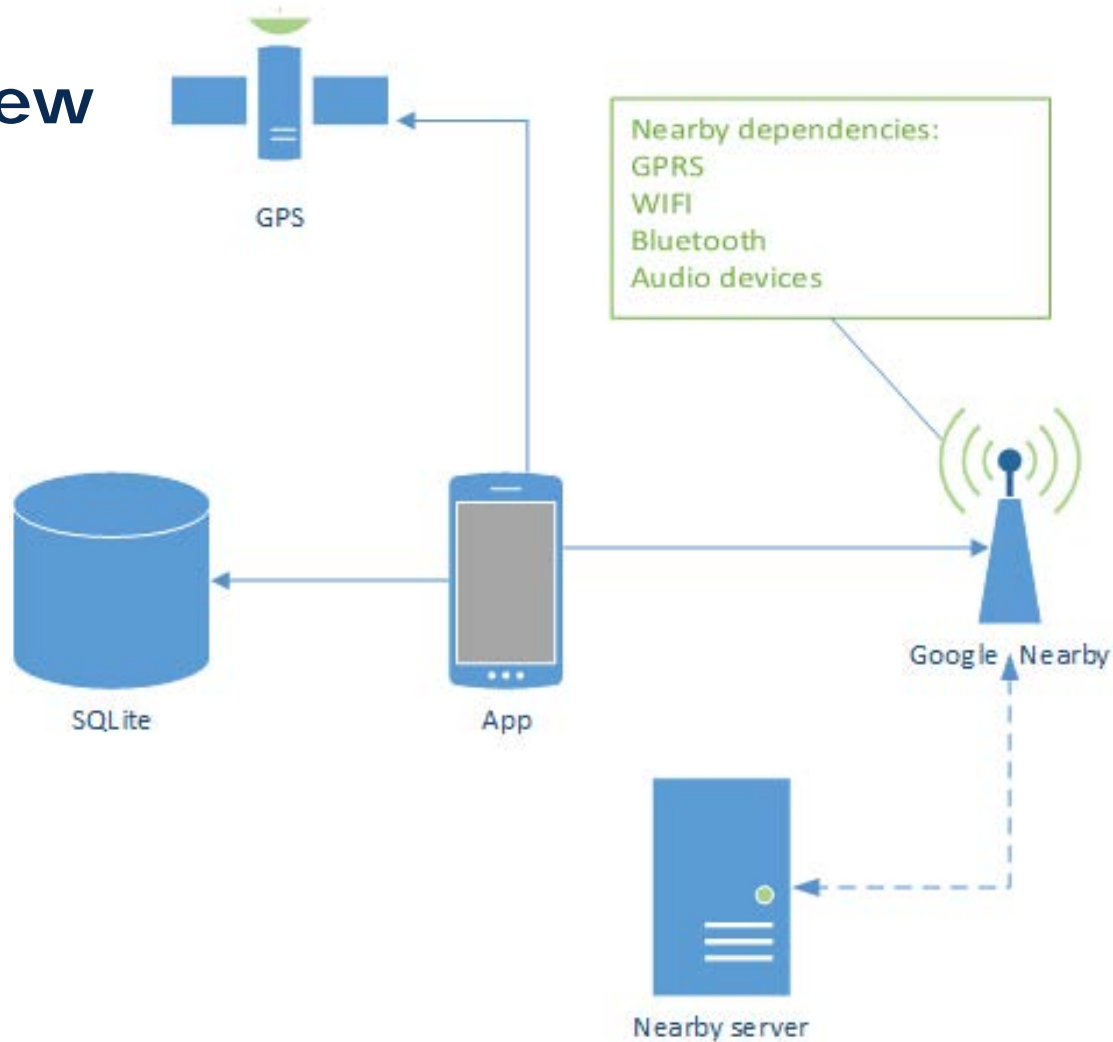 ew
GPS
Nearby dependencies:
GPRS
WIFI
Bluetooth
Audio devices
Google Nearby
SQLite
App
Nearby server